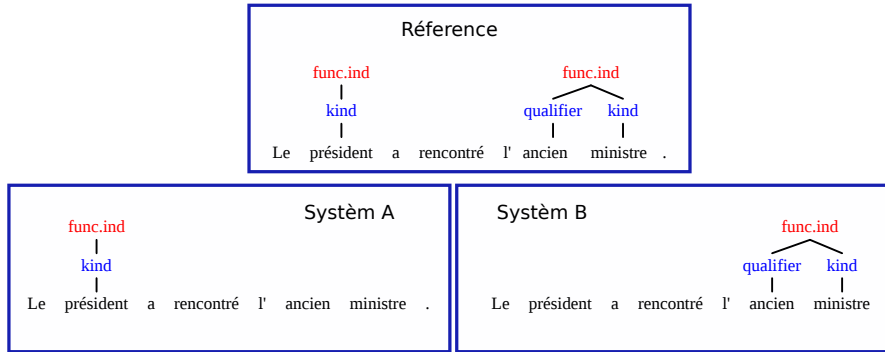 Réference
func.ind func.ind
kind qualifier kind
Le président a rencontré l' ancien ministre .
Systèm A
func.ind
kind
Le président a rencontré l' ancien ministre .
Systèm B
func.ind
qualifier kind
Le président a rencontré l' ancien ministre